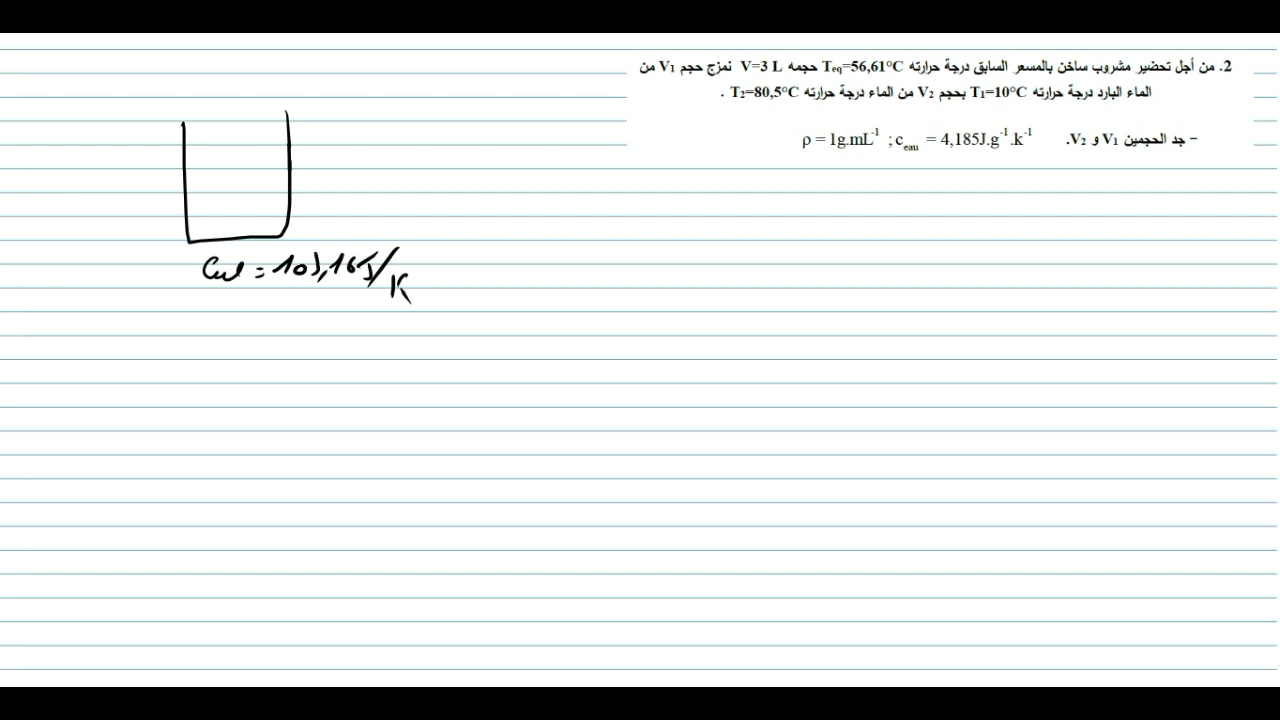 2. من أجل تحضير مشروب ساخن بالمسعر السابق درجة حرارته Teq=56,61°C حجمه V=3 L نمزج حجم V1 من
الماء البارد درجة حرارته T1=10°C بحجم V2 من الماء درجة حرارته T2=80,5°C .
- جد الحجمين V1 و V2. ρ = 1g.mL-1 ; ceau = 4,185J.g-1.k-1
= 103,16 J/K